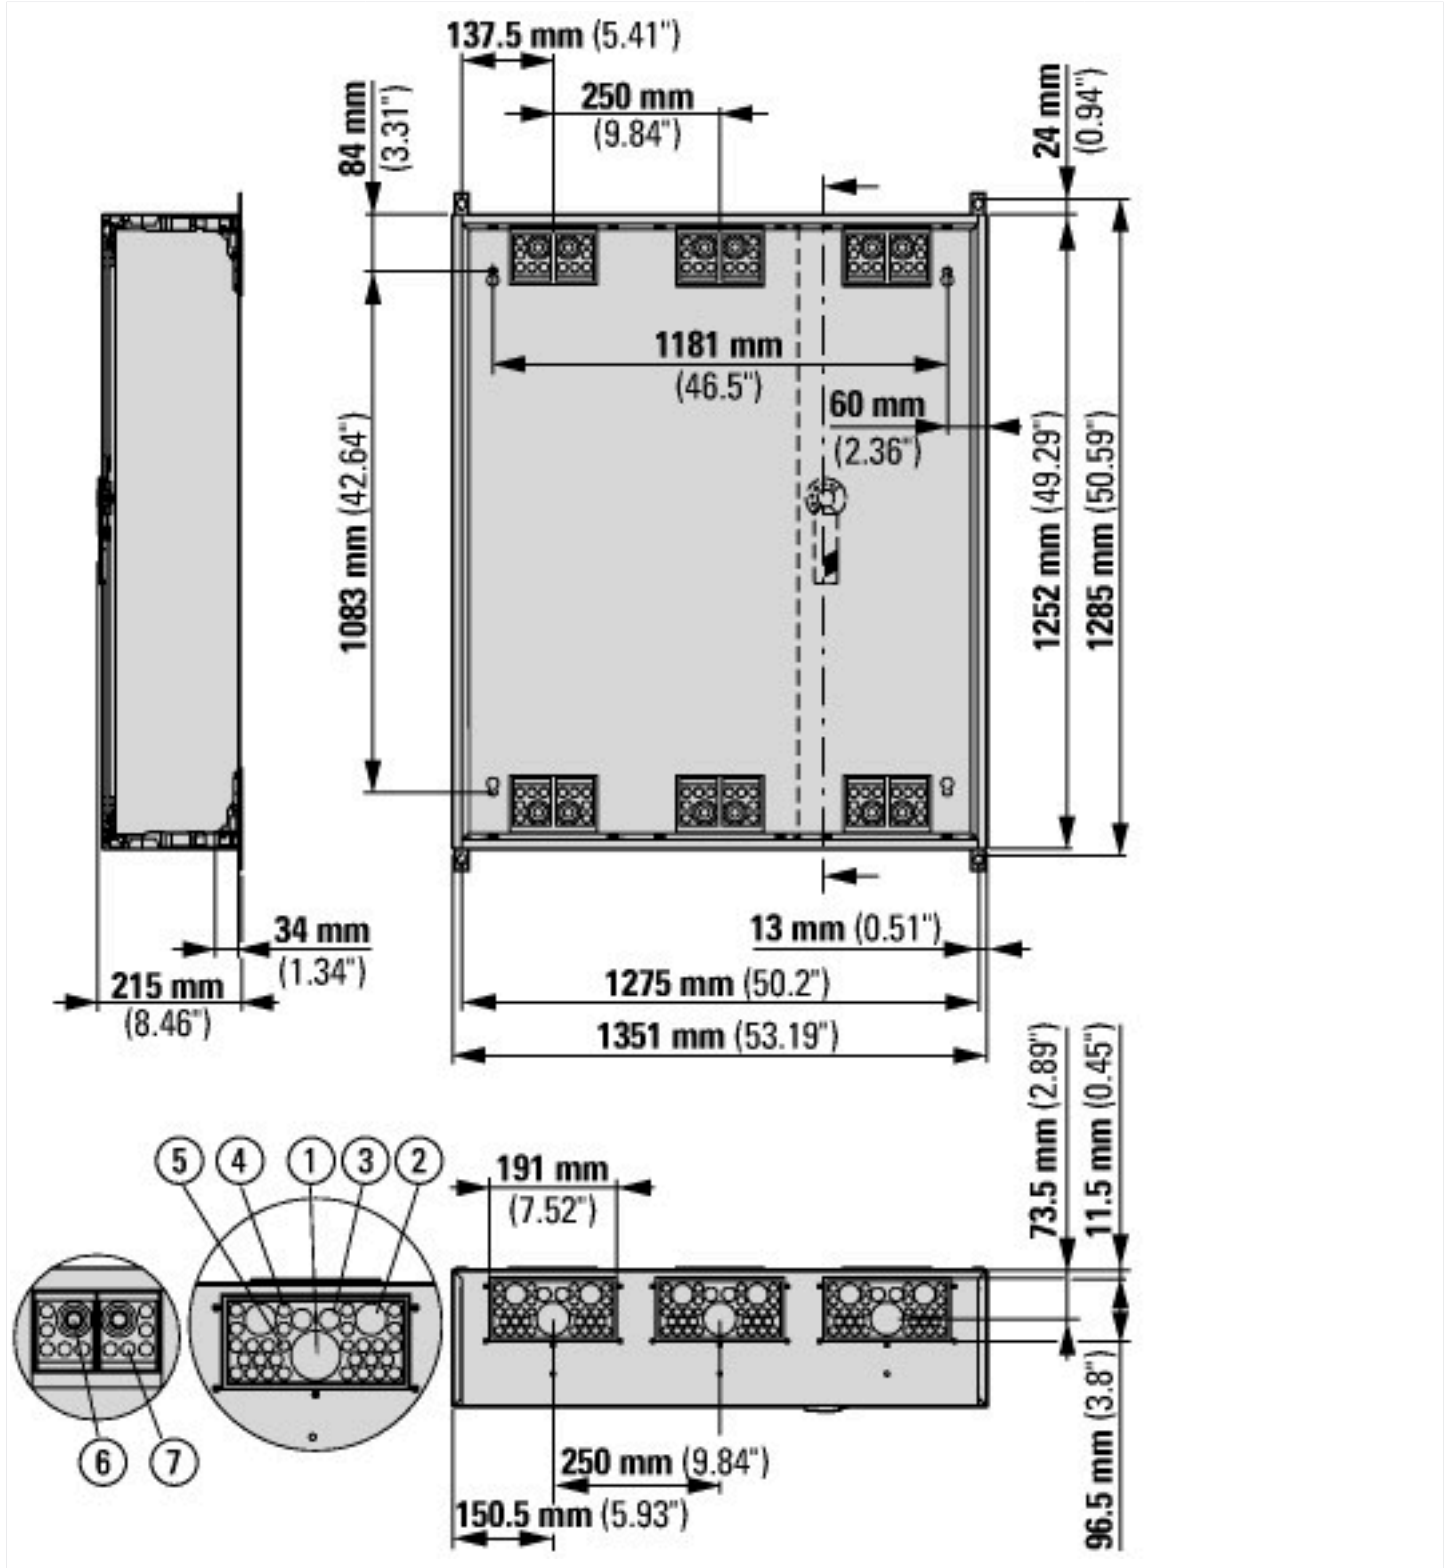 137.5 mm (5.41")
250 mm
(9.84")
84 mm
(3.31")
24 mm
(0.94")
1181 mm
(46.5")
60 mm
(2.36")
1083 mm (42.64")
1252 mm (49.29")
1285 mm (50.59")
34 mm
(1.34")
215 mm
(8.46")
13 mm (0.51")
1275 mm (50.2")
1351 mm (53.19")
73.5 mm (2.89")
11.5 mm (0.45")
5 4 1 3 2
191 mm
(7.52")
6 7
250 mm (9.84")
150.5 mm (5.93")
96.5 mm (3.8")